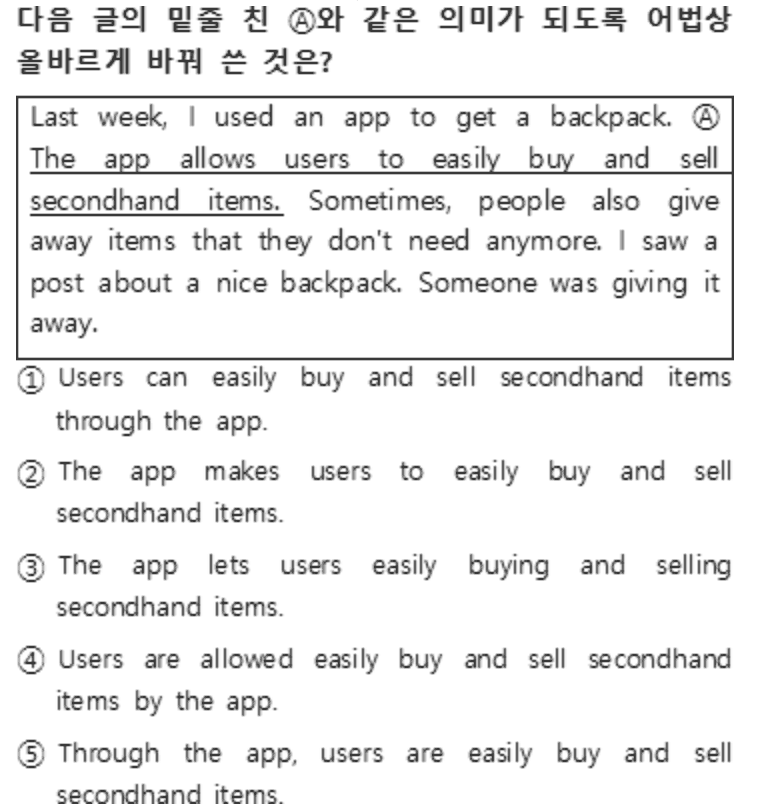 다음 글의 밑줄 친 Ⓐ와 같은 의미가 되도록 어법상
올바르게 바꿔 쓴 것은?
Last week, I used an app to get a backpack. Ⓐ
The app allows users to easily buy and sell
secondhand items. Sometimes, people also give
away items that they don't need anymore. I saw a
post about a nice backpack. Someone was giving it
away.
① Users can easily buy and sell secondhand items
through the app.
② The app makes users to easily buy and sell
secondhand items.
③ The app lets users easily buying and selling
secondhand items.
④ Users are allowed easily buy and sell secondhand
items by the app.
⑤ Through the app, users are easily buy and sell
secondhand items.